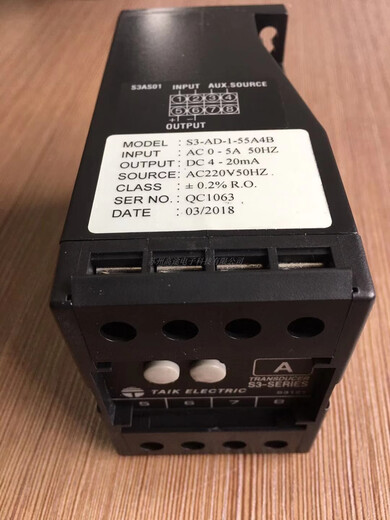 S3AS01 INPUT AUX.SOURCE
1 2 3 4
5 6 7 8
+ -
OUTPUT
MODEL: S3-AD-1-55A4B
INPUT: AC 0 - 5A 50HZ
OUTPUT: DC 4 - 20mA
SOURCE: AC220V50HZ
CLASS: ± 0.2% R.O.
SER NO.: QC1063
DATE: 03/2018
A
TRANSDUCER
S3-SERIES
TAIK ELECTRIC
5 6 7 8